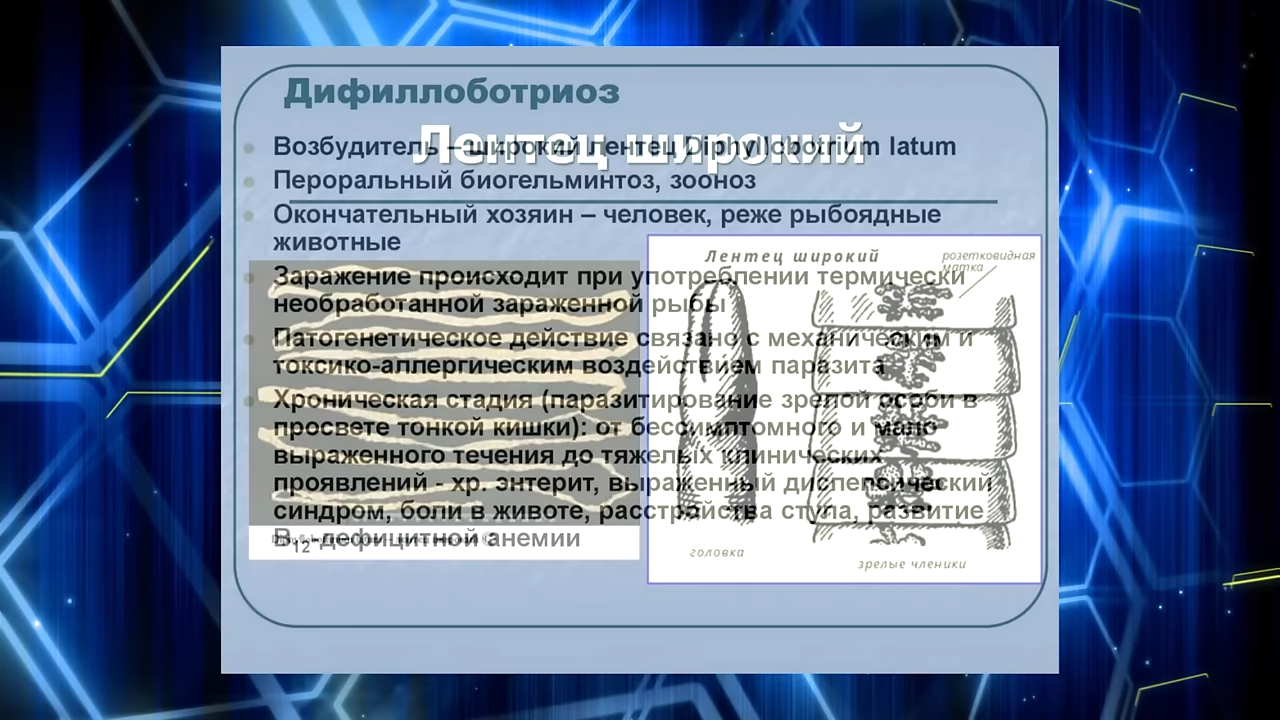 Дифиллоботриоз
Лентец широкий
Возбудитель – широкий лентец Diphyllobotrium latum
Пероральный биогельминтоз, зооноз
Окончательный хозяин – человек, реже рыбоядные
животные
Заражение происходит при употреблении термически
необработанной зараженной рыбы
Патогенетическое действие связано с механическим и
токсико-аллергическим воздействием паразита
Хроническая стадия (паразитирование зрелой особи в
просвете тонкой кишки): от бессимптомного и мало
выраженного течения до тяжелых клинических
проявлений - хр. энтерит, выраженный диспепсический
синдром, боли в животе, расстройства стула, развитие
B12-дефицитной анемии
Лентец широкий
розетковидная
матка
головка
зрелые членики